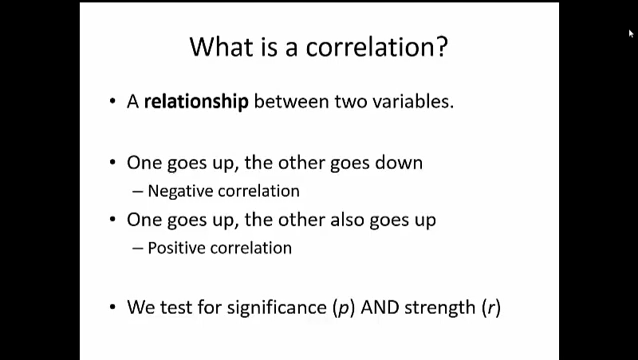 What is a correlation?
• A relationship between two variables.
• One goes up, the other goes down
– Negative correlation
• One goes up, the other also goes up
– Positive correlation
• We test for significance (p) AND strength (r)